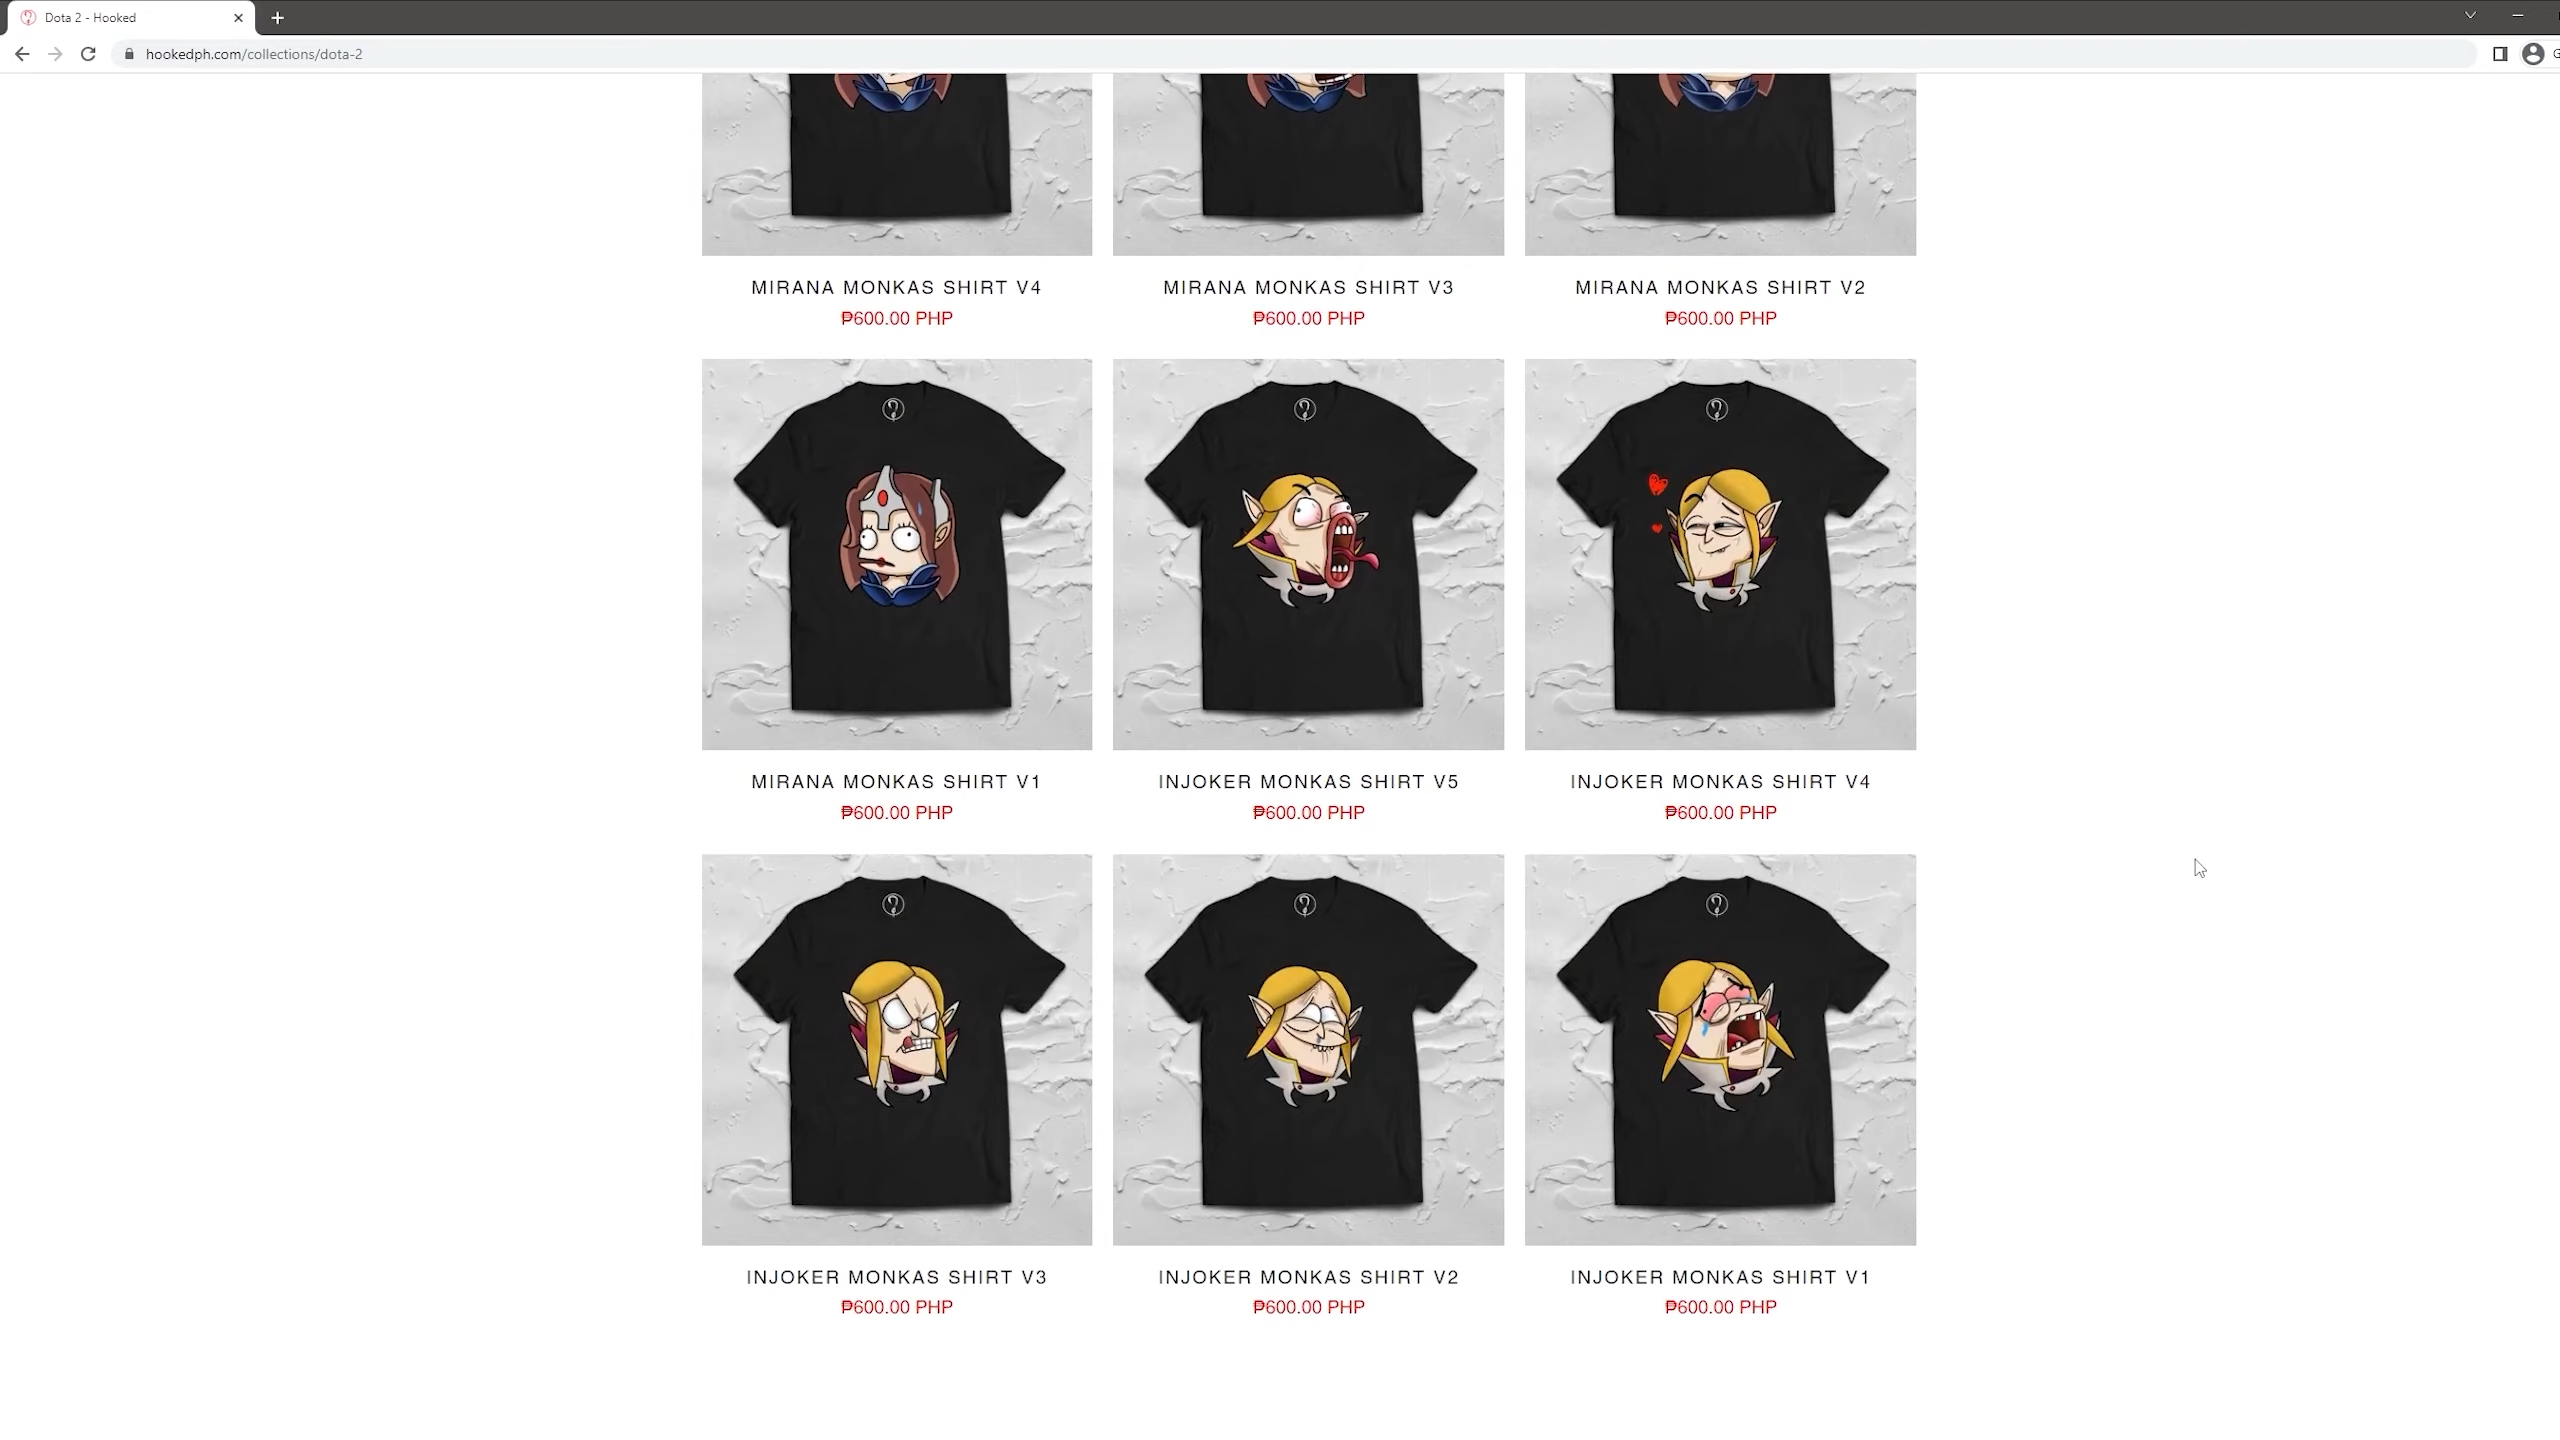 Dota 2 - Hooked
hookedph.com/collections/dota-2
MIRANA MONKAS SHIRT V4
₱600.00 PHP
MIRANA MONKAS SHIRT V3
₱600.00 PHP
MIRANA MONKAS SHIRT V2
₱600.00 PHP
MIRANA MONKAS SHIRT V1
₱600.00 PHP
INJOKER MONKAS SHIRT V5
₱600.00 PHP
INJOKER MONKAS SHIRT V4
₱600.00 PHP
INJOKER MONKAS SHIRT V3
₱600.00 PHP
INJOKER MONKAS SHIRT V2
₱600.00 PHP
INJOKER MONKAS SHIRT V1
₱600.00 PHP